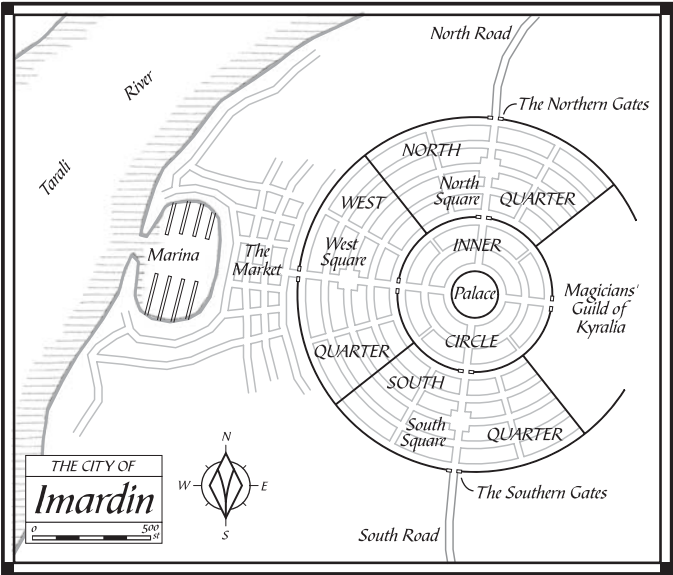 North Road
River
The Northern Gates
NORTH
Tarali
North
Square
QUARTER
WEST
West
Square
INNER
Marina
The
Market
Palace
Magicians'
Guild of
Kyralia
CIRCLE
QUARTER
SOUTH
South
Square
QUARTER
N
W
E
S
THE CITY OF
Imardin
0
500
st
The Southern Gates
South Road